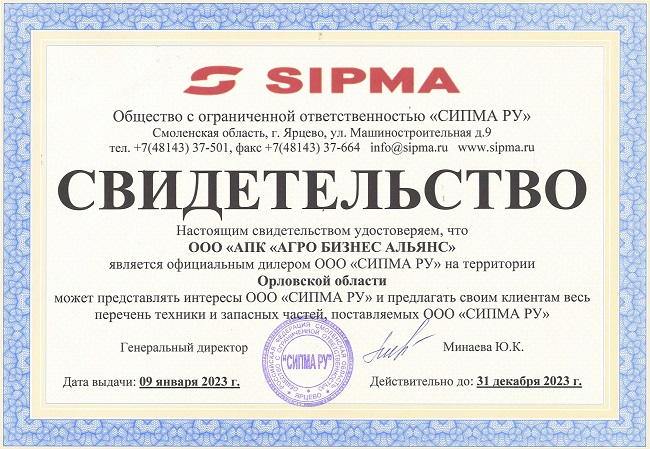 SIPMA
Общество с ограниченной ответственностью «СИПМА РУ»
Смоленская область, г. Ярцево, ул. Машиностроительная д.9
тел. +7(48143) 37-501, факс +7(48143) 37-664 info@sipma.ru www.sipma.ru
СВИДЕТЕЛЬСТВО
Настоящим свидетельством удостоверяем, что
ООО «АПК «АГРО БИЗНЕС АЛЬЯНС»
является официальным дилером ООО «СИПМА РУ» на территории
Орловской области
может представлять интересы ООО «СИПМА РУ» и предлагать своим клиентам весь
перечень техники и запасных частей, поставляемых ООО «СИПМА РУ»
Генеральный директор Минаева Ю.К.
"СИПМА РУ"
ЯРЦЕВО
Дата выдачи: 09 января 2023 г. Действительно до: 31 декабря 2023 г.